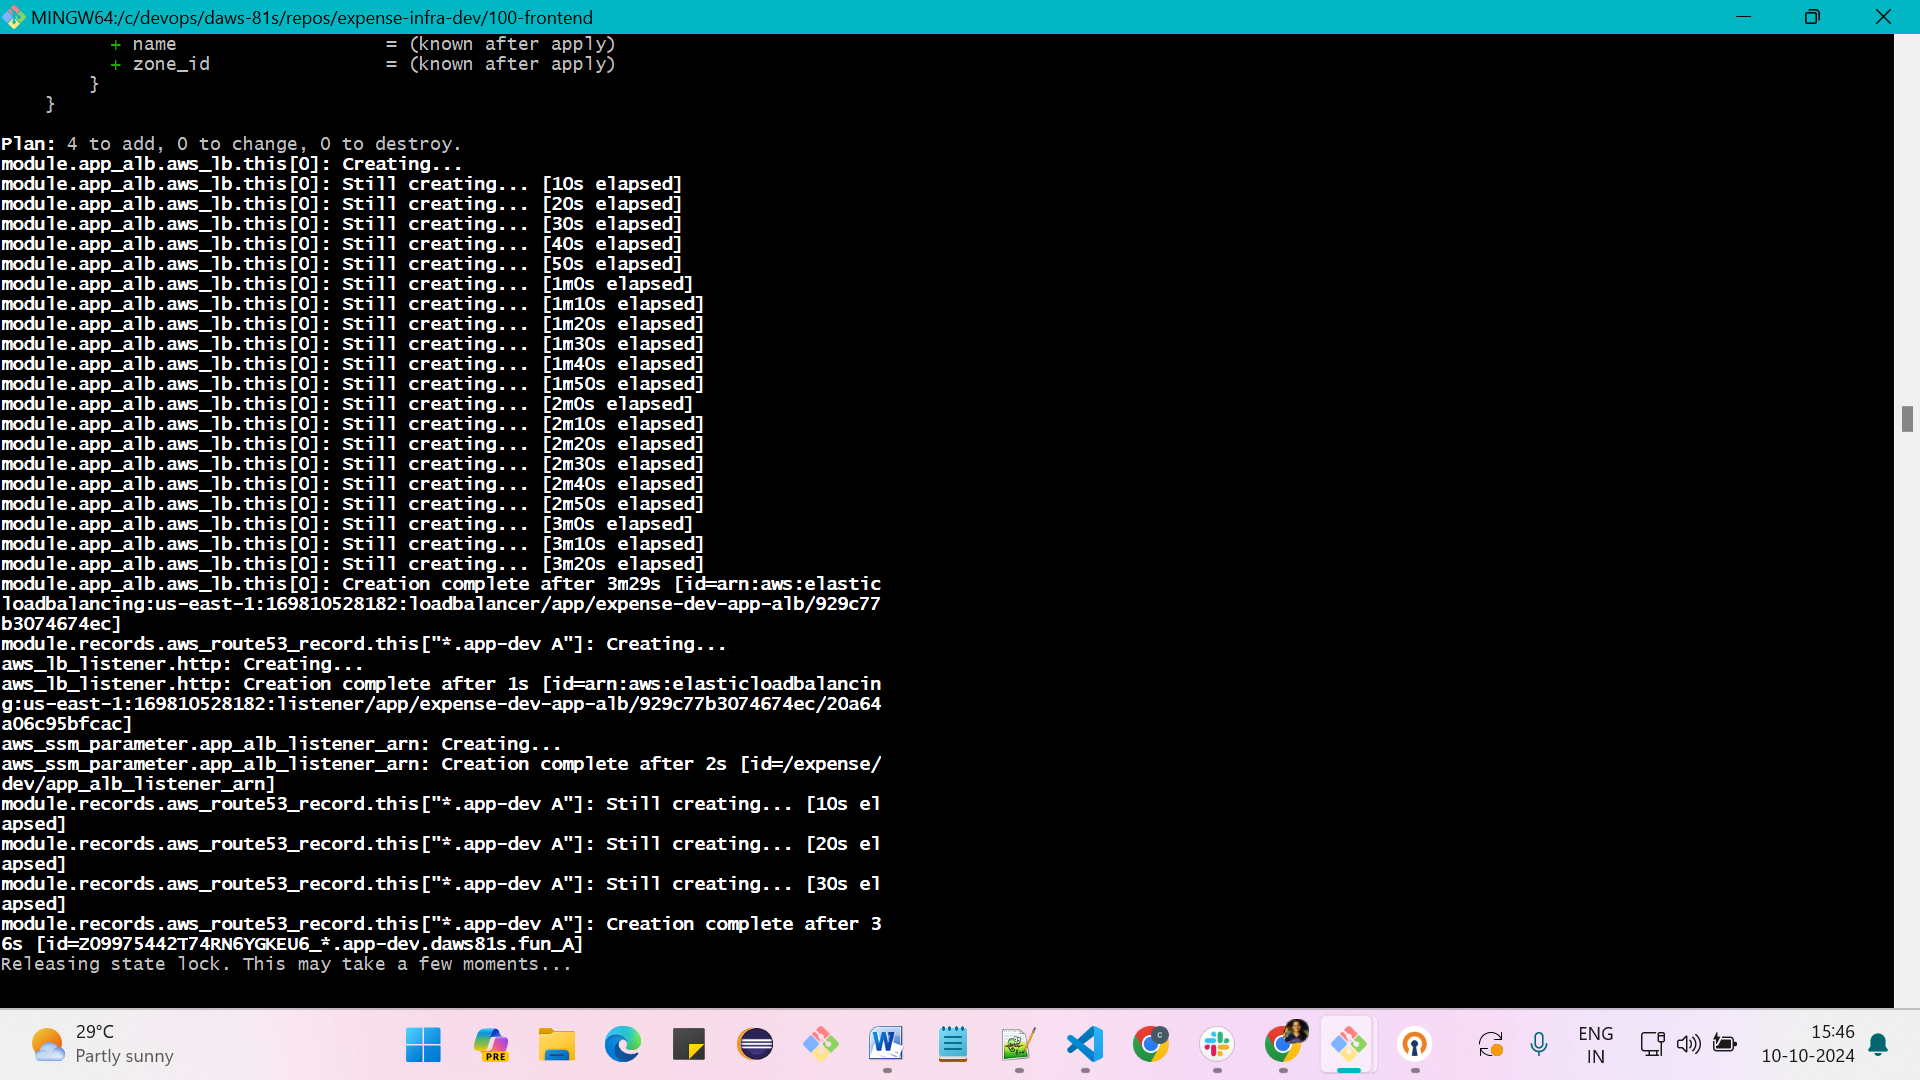 MINGW64:/c/devops/daws-81s/repos/expense-infra-dev/100-frontend
+ name = (known after apply)
+ zone_id = (known after apply)
}
}
Plan: 4 to add, 0 to change, 0 to destroy.
module.app_alb.aws_lb.this[0]: Creating...
module.app_alb.aws_lb.this[0]: Still creating... [10s elapsed]
module.app_alb.aws_lb.this[0]: Still creating... [20s elapsed]
module.app_alb.aws_lb.this[0]: Still creating... [30s elapsed]
module.app_alb.aws_lb.this[0]: Still creating... [40s elapsed]
module.app_alb.aws_lb.this[0]: Still creating... [50s elapsed]
module.app_alb.aws_lb.this[0]: Still creating... [1m0s elapsed]
module.app_alb.aws_lb.this[0]: Still creating... [1m10s elapsed]
module.app_alb.aws_lb.this[0]: Still creating... [1m20s elapsed]
module.app_alb.aws_lb.this[0]: Still creating... [1m30s elapsed]
module.app_alb.aws_lb.this[0]: Still creating... [1m40s elapsed]
module.app_alb.aws_lb.this[0]: Still creating... [1m50s elapsed]
module.app_alb.aws_lb.this[0]: Still creating... [2m0s elapsed]
module.app_alb.aws_lb.this[0]: Still creating... [2m10s elapsed]
module.app_alb.aws_lb.this[0]: Still creating... [2m20s elapsed]
module.app_alb.aws_lb.this[0]: Still creating... [2m30s elapsed]
module.app_alb.aws_lb.this[0]: Still creating... [2m40s elapsed]
module.app_alb.aws_lb.this[0]: Still creating... [2m50s elapsed]
module.app_alb.aws_lb.this[0]: Still creating... [3m0s elapsed]
module.app_alb.aws_lb.this[0]: Still creating... [3m10s elapsed]
module.app_alb.aws_lb.this[0]: Still creating... [3m20s elapsed]
module.app_alb.aws_lb.this[0]: Creation complete after 3m29s [id=arn:aws:elastic
loadbalancing:us-east-1:169810528182:loadbalancer/app/expense-dev-app-alb/929c77
b3074674ec]
module.records.aws_route53_record.this["*.app-dev A"]: Creating...
aws_lb_listener.http: Creating...
aws_lb_listener.http: Creation complete after 1s [id=arn:aws:elasticloadbalancin
g:us-east-1:169810528182:listener/app/expense-dev-app-alb/929c77b3074674ec/20a64
a06c95bfcac]
aws_ssm_parameter.app_alb_listener_arn: Creating...
aws_ssm_parameter.app_alb_listener_arn: Creation complete after 2s [id=/expense/
dev/app_alb_listener_arn]
module.records.aws_route53_record.this["*.app-dev A"]: Still creating... [10s el
apsed]
module.records.aws_route53_record.this["*.app-dev A"]: Still creating... [20s el
apsed]
module.records.aws_route53_record.this["*.app-dev A"]: Still creating... [30s el
apsed]
module.records.aws_route53_record.this["*.app-dev A"]: Creation complete after 3
6s [id=Z09975442T74RN6YGKEU6_*.app-dev.daws81s.fun_A]
Releasing state lock. This may take a few moments...
29°C
Partly sunny
PRE
C
ENG
IN
15:46
10-10-2024